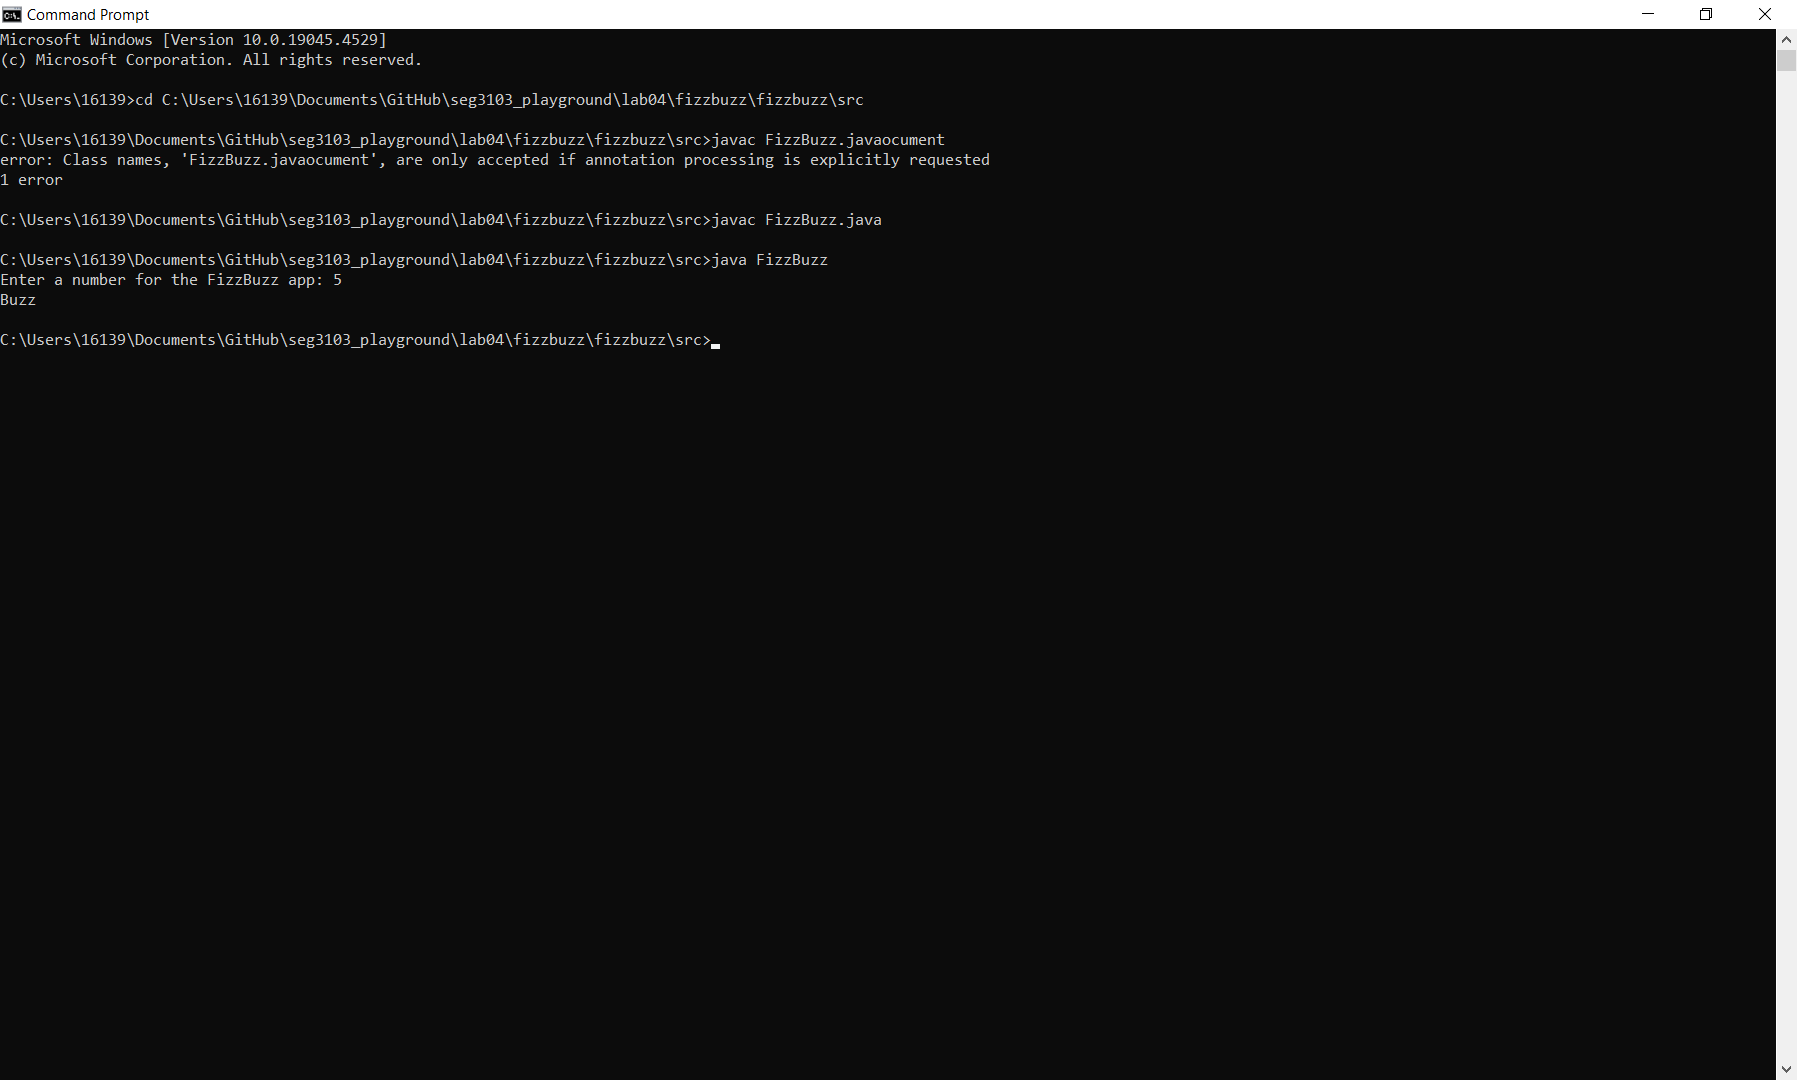 Command Prompt
Microsoft Windows [Version 10.0.19045.4529]
(c) Microsoft Corporation. All rights reserved.
C:\Users\16139>cd C:\Users\16139\Documents\GitHub\seg3103_playground\lab04\fizzbuzz\fizzbuzz\src
C:\Users\16139\Documents\GitHub\seg3103_playground\lab04\fizzbuzz\fizzbuzz\src>javac FizzBuzz.javaocument
error: Class names, 'FizzBuzz.javaocument', are only accepted if annotation processing is explicitly requested
1 error
C:\Users\16139\Documents\GitHub\seg3103_playground\lab04\fizzbuzz\fizzbuzz\src>javac FizzBuzz.java
C:\Users\16139\Documents\GitHub\seg3103_playground\lab04\fizzbuzz\fizzbuzz\src>java FizzBuzz
Enter a number for the FizzBuzz app: 5
Buzz
C:\Users\16139\Documents\GitHub\seg3103_playground\lab04\fizzbuzz\fizzbuzz\src>